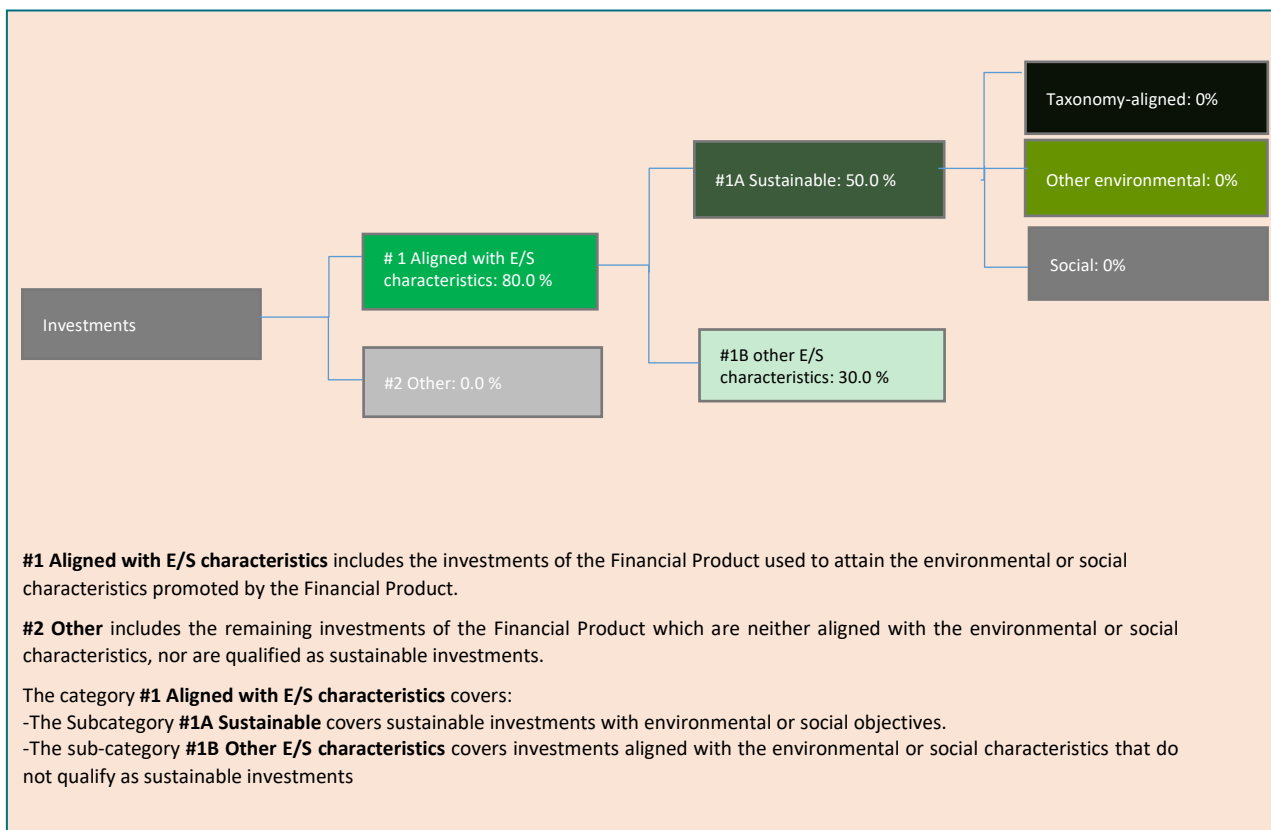 Investments
# 1 Aligned with E/S
characteristics: 80.0 %
#2 Other: 0.0 %
#1A Sustainable: 50.0 %
#1B other E/S
characteristics: 30.0 %
Taxonomy-aligned: 0%
Other environmental: 0%
Social: 0%
#1 Aligned with E/S characteristics includes the investments of the Financial Product used to attain the environmental or social
characteristics promoted by the Financial Product.
#2 Other includes the remaining investments of the Financial Product which are neither aligned with the environmental or social
characteristics, nor are qualified as sustainable investments.
The category #1 Aligned with E/S characteristics covers:
-The Subcategory #1A Sustainable covers sustainable investments with environmental or social objectives.
-The sub-category #1B Other E/S characteristics covers investments aligned with the environmental or social characteristics that do
not qualify as sustainable investments